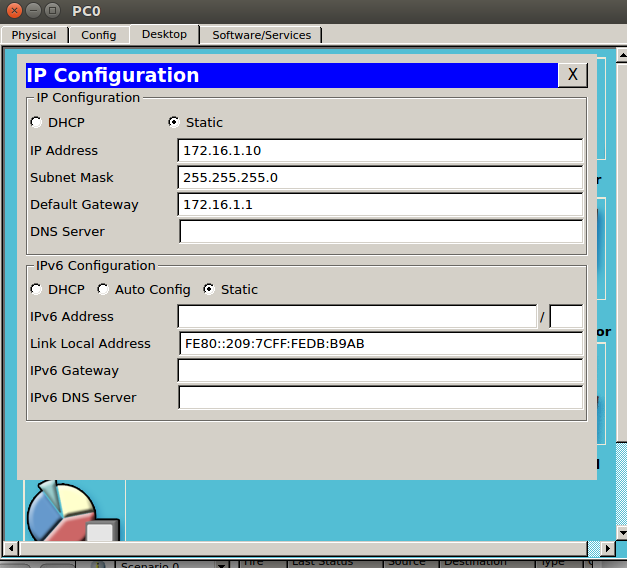 PC0
Physical Config Desktop Software/Services
IP Configuration X
IP Configuration
DHCP Static
IP Address 172.16.1.10
Subnet Mask 255.255.255.0
Default Gateway 172.16.1.1
DNS Server
IPv6 Configuration
DHCP Auto Config Static
IPv6 Address /
Link Local Address FE80::209:7CFF:FEDB:B9AB
IPv6 Gateway
IPv6 DNS Server
r
or
Scenario 0 Fire Last Status Source Destination Type